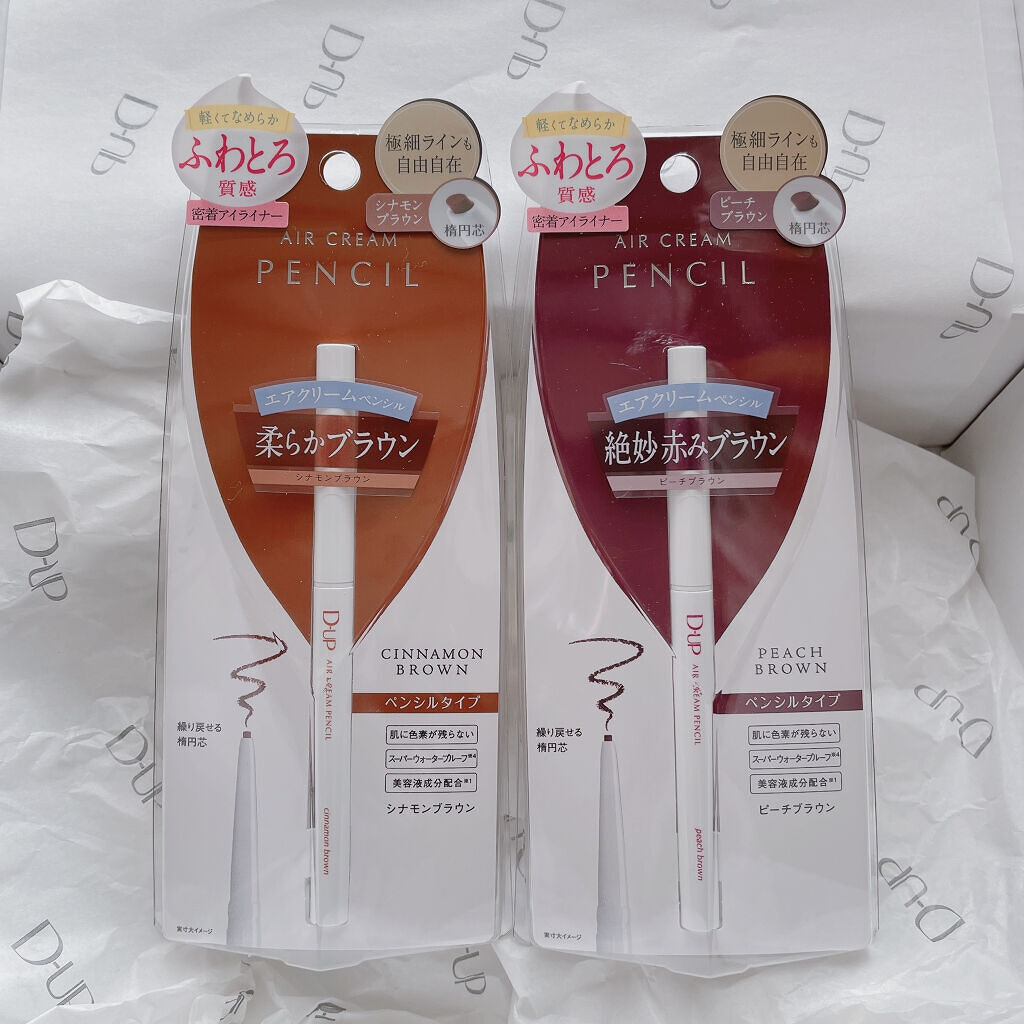 D-UP
D-UP
D-UP
D-UP
D-UP
軽くてなめらか
ふわとろ
質感
密着アイライナー
極細ラインも
自由自在
シナモン
ブラウン
楕円芯
AIR CREAM
PENCIL
エアクリームペンシル
柔らかブラウン
シナモンブラウン
D-UP AIR CREAM PENCIL
cinnamon brown
CINNAMON
BROWN
ペンシルタイプ
肌に色素が残らない
スーパーウォータープルーフ※4
美容液成分配合※1
シナモンブラウン
繰り戻せる
楕円芯
実寸大イメージ
軽くてなめらか
ふわとろ
質感
密着アイライナー
極細ラインも
自由自在
ピーチ
ブラウン
楕円芯
AIR CREAM
PENCIL
エアクリームペンシル
絶妙赤みブラウン
ピーチブラウン
D-UP AIR CREAM PENCIL
peach brown
PEACH
BROWN
ペンシルタイプ
肌に色素が残らない
スーパーウォータープルーフ※4
美容液成分配合※1
ピーチブラウン
繰り戻せる
楕円芯
実寸大イメージ
D-UP
D-UP
D-UP
D-UP
D-UP
D-UP
D-UP